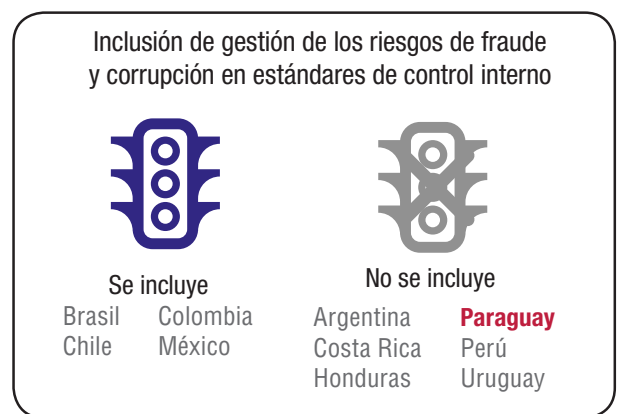 Inclusión de gestión de los riesgos de fraude
y corrupción en estándares de control interno
Se incluye
Brasil Colombia
Chile México
No se incluye
Argentina Paraguay
Costa Rica Perú
Honduras Uruguay